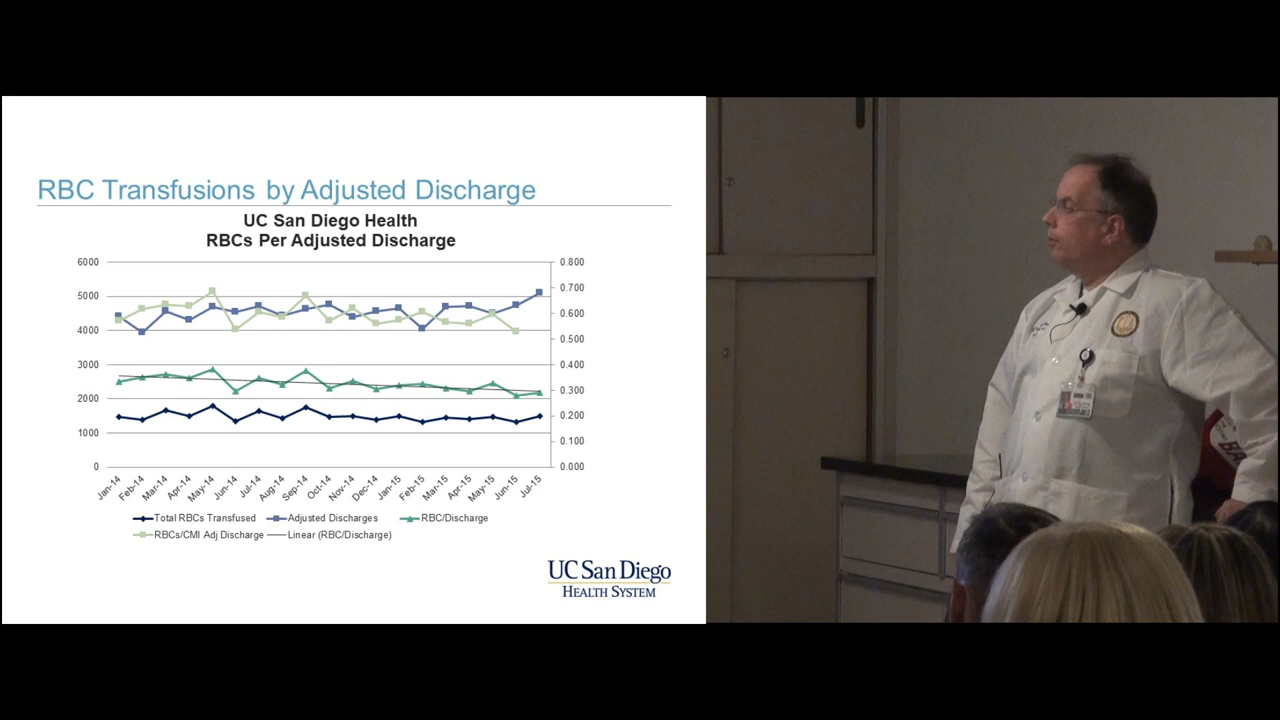 RBC Transfusions by Adjusted Discharge
UC San Diego Health
RBCs Per Adjusted Discharge
6000
5000
4000
3000
2000
1000
0
0.800
0.700
0.600
0.500
0.400
0.300
0.200
0.100
0.000
Jan-14
Feb-14
Mar-14
Apr-14
May-14
Jun-14
Jul-14
Aug-14
Sep-14
Oct-14
Nov-14
Dec-14
Jan-15
Feb-15
Mar-15
Apr-15
May-15
Jun-15
Jul-15
Total RBCs Transfused Adjusted Discharges RBC/Discharge
RBCs/CMI Adj Discharge Linear (RBC/Discharge)
UC San Diego
HEALTH SYSTEM